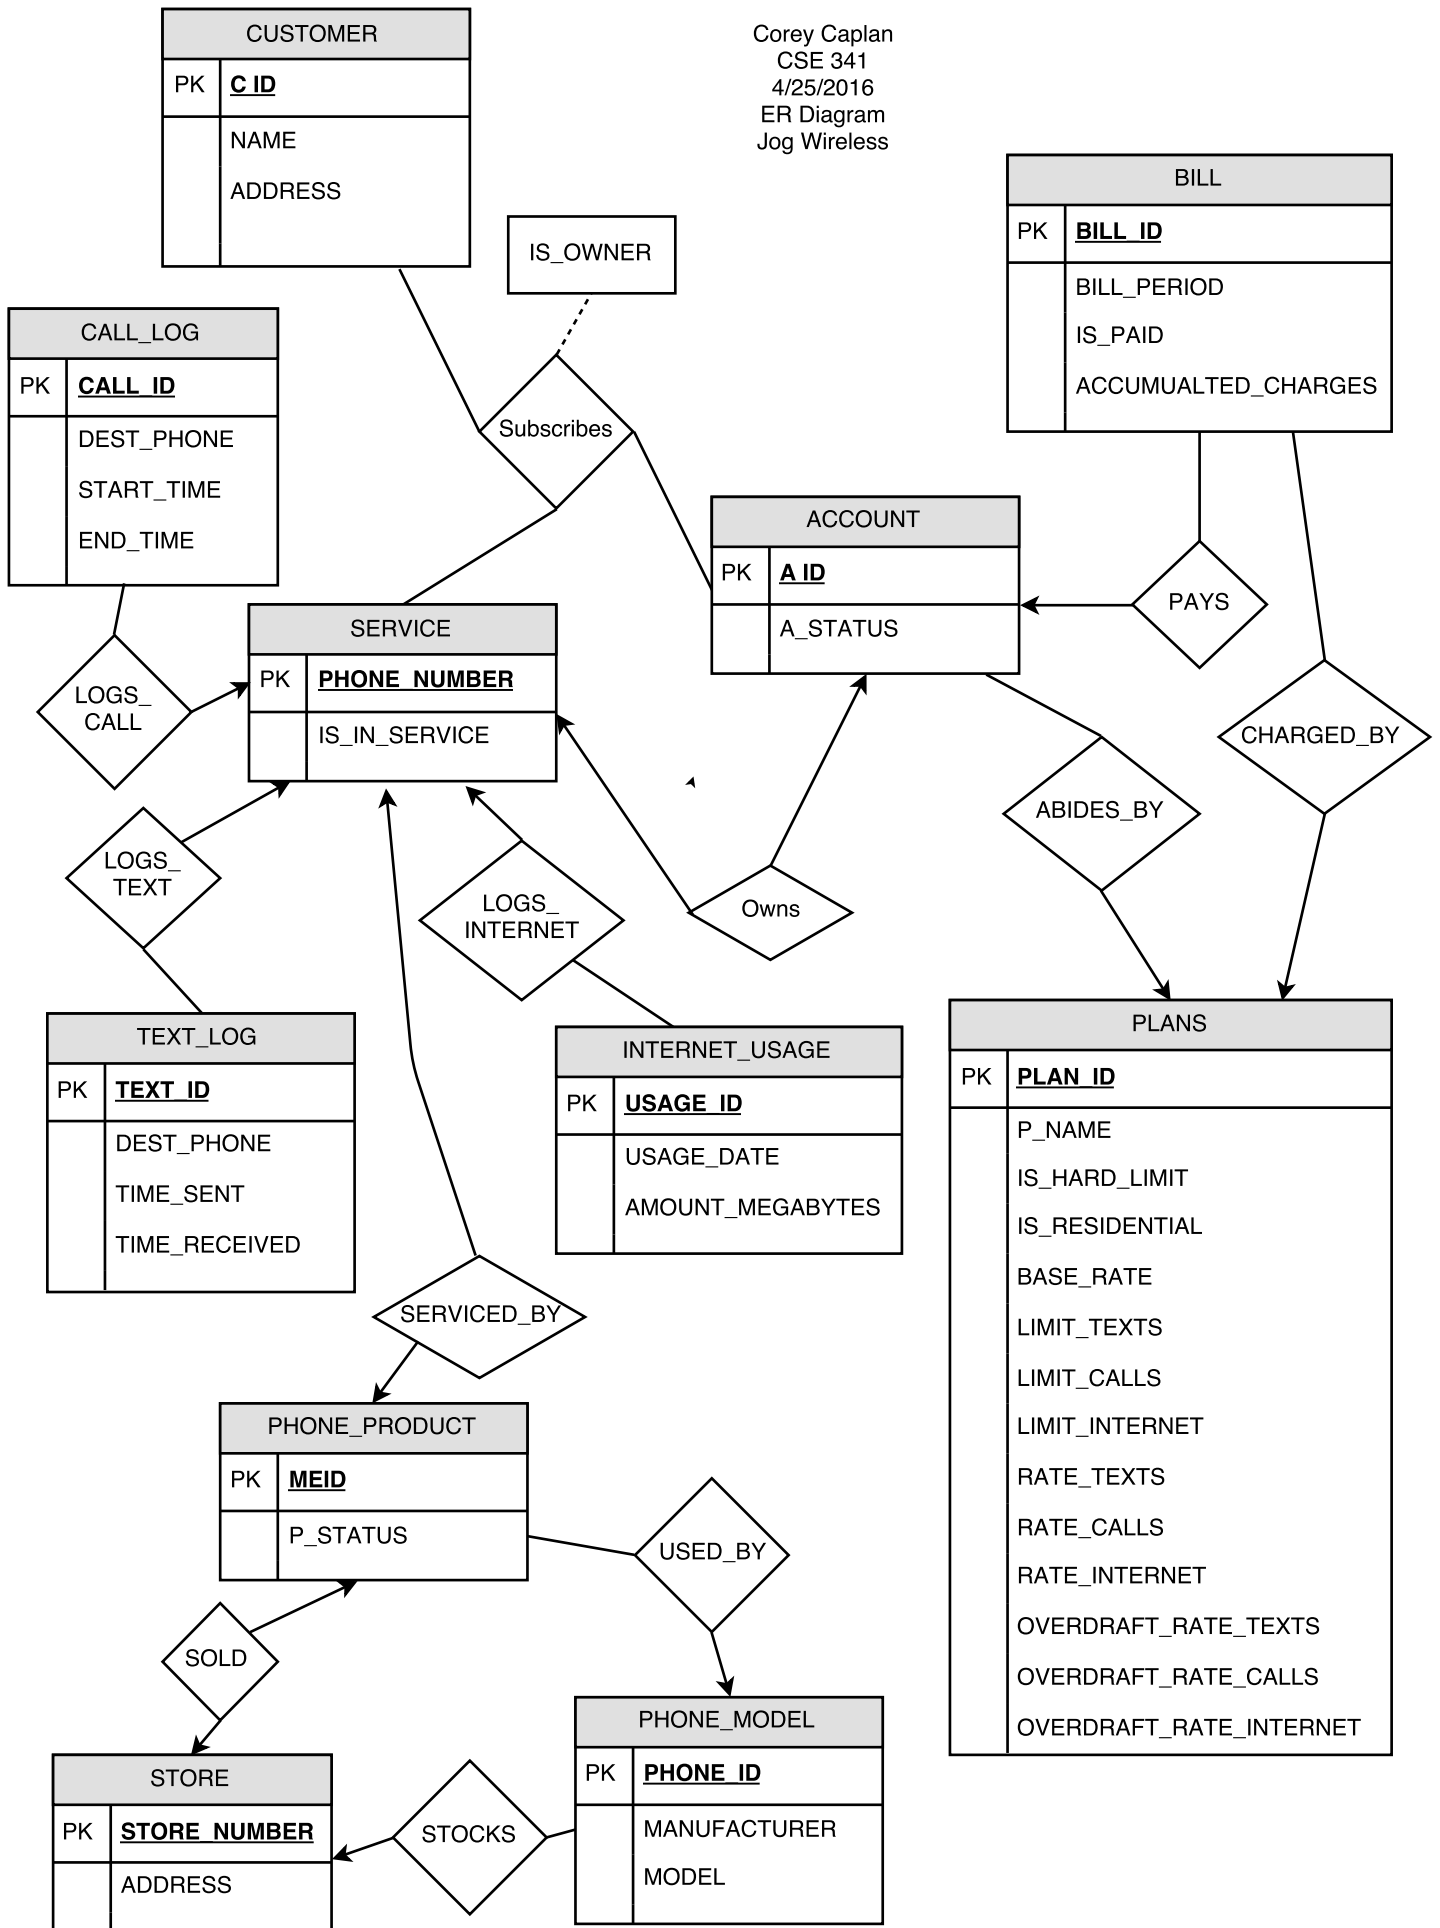 CUSTOMER
PK C ID
NAME
ADDRESS
Corey Caplan
CSE 341
4/25/2016
ER Diagram
Jog Wireless
BILL
PK BILL_ID
BILL_PERIOD
IS_PAID
ACCUMUALTED_CHARGES
IS_OWNER
CALL_LOG
PK CALL_ID
DEST_PHONE
START_TIME
END_TIME
Subscribes
ACCOUNT
PK A ID
A_STATUS
PAYS
SERVICE
PK PHONE_NUMBER
IS_IN_SERVICE
LOGS_
CALL
CHARGED_BY
ABIDES_BY
LOGS_
TEXT
LOGS_
INTERNET
Owns
TEXT_LOG
PK TEXT_ID
DEST_PHONE
TIME_SENT
TIME_RECEIVED
INTERNET_USAGE
PK USAGE_ID
USAGE_DATE
AMOUNT_MEGABYTES
PLANS
PK PLAN_ID
P_NAME
IS_HARD_LIMIT
IS_RESIDENTIAL
BASE_RATE
LIMIT_TEXTS
LIMIT_CALLS
LIMIT_INTERNET
RATE_TEXTS
RATE_CALLS
RATE_INTERNET
OVERDRAFT_RATE_TEXTS
OVERDRAFT_RATE_CALLS
OVERDRAFT_RATE_INTERNET
SERVICED_BY
PHONE_PRODUCT
PK MEID
P_STATUS
USED_BY
SOLD
PHONE_MODEL
PK PHONE_ID
MANUFACTURER
MODEL
STORE
PK STORE_NUMBER
ADDRESS
STOCKS